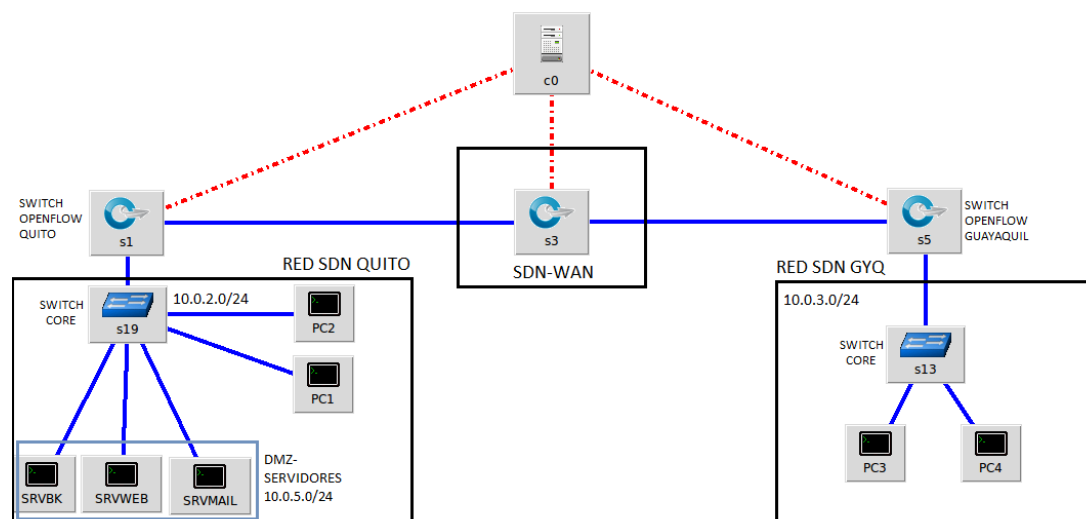 c0
SWITCH
OPENFLOW
QUITO
s1
s3
SDN-WAN
s5
SWITCH
OPENFLOW
GUAYAQUIL
RED SDN QUITO
SWITCH
CORE
s19
10.0.2.0/24
PC2
PC1
SRVBK
SRVWEB
SRVMAIL
DMZ-
SERVIDORES
10.0.5.0/24
RED SDN GYQ
10.0.3.0/24
SWITCH
CORE
s13
PC3
PC4